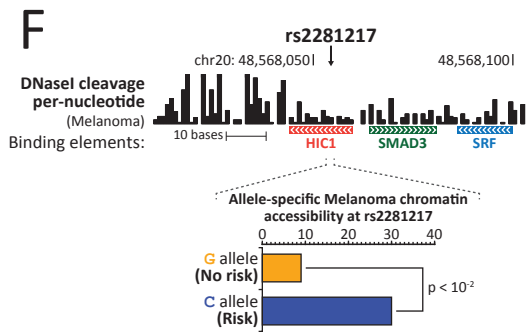 F
rs2281217
chr20: 48,568,050 48,568,100
DNaseI cleavage
per-nucleotide
(Melanoma)
10 bases
Binding elements:
HIC1 SMAD3 SRF
Allele-specific Melanoma chromatin
accessibility at rs2281217
0 10 20 30 40
G allele
(No risk)
p < 10⁻²
C allele
(Risk)